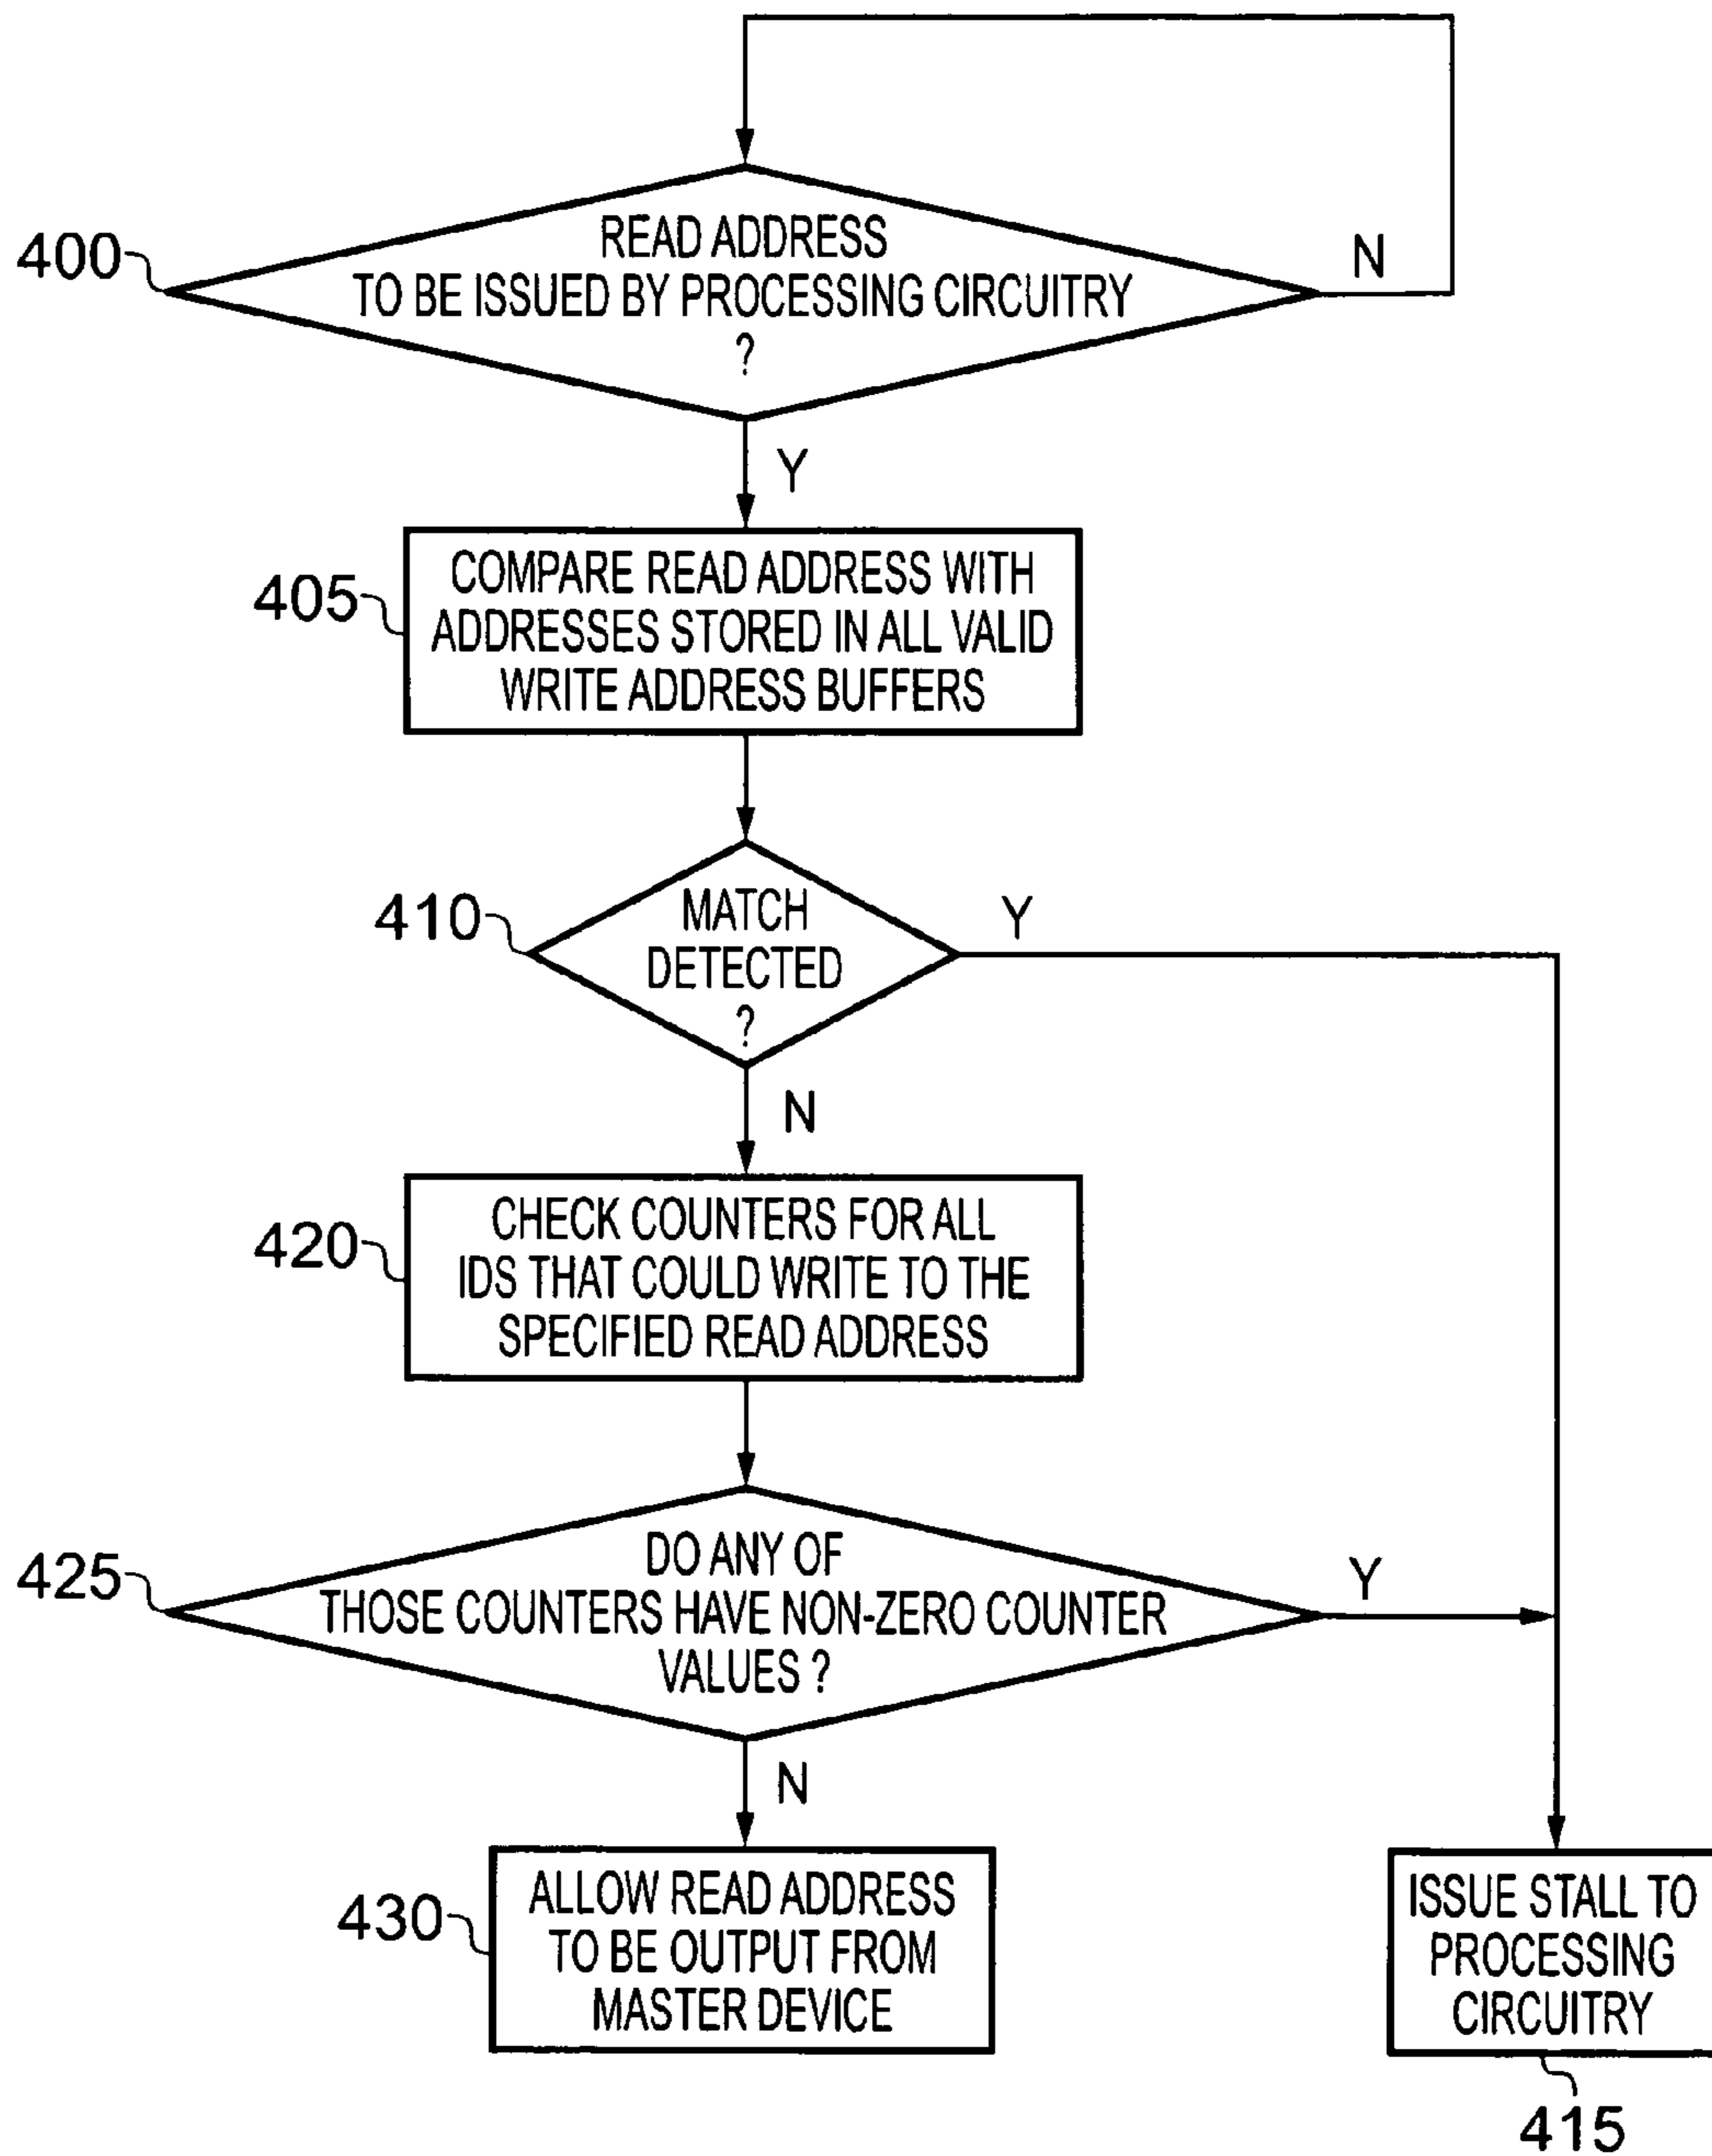 400
READ ADDRESS
TO BE ISSUED BY PROCESSING CIRCUITRY
?
N
Y
405
COMPARE READ ADDRESS WITH
ADDRESSES STORED IN ALL VALID
WRITE ADDRESS BUFFERS
410
MATCH
DETECTED
?
Y
N
420
CHECK COUNTERS FOR ALL
IDS THAT COULD WRITE TO THE
SPECIFIED READ ADDRESS
425
DO ANY OF
THOSE COUNTERS HAVE NON-ZERO COUNTER
VALUES ?
Y
N
430
ALLOW READ ADDRESS
TO BE OUTPUT FROM
MASTER DEVICE
ISSUE STALL TO
PROCESSING
CIRCUITRY
415